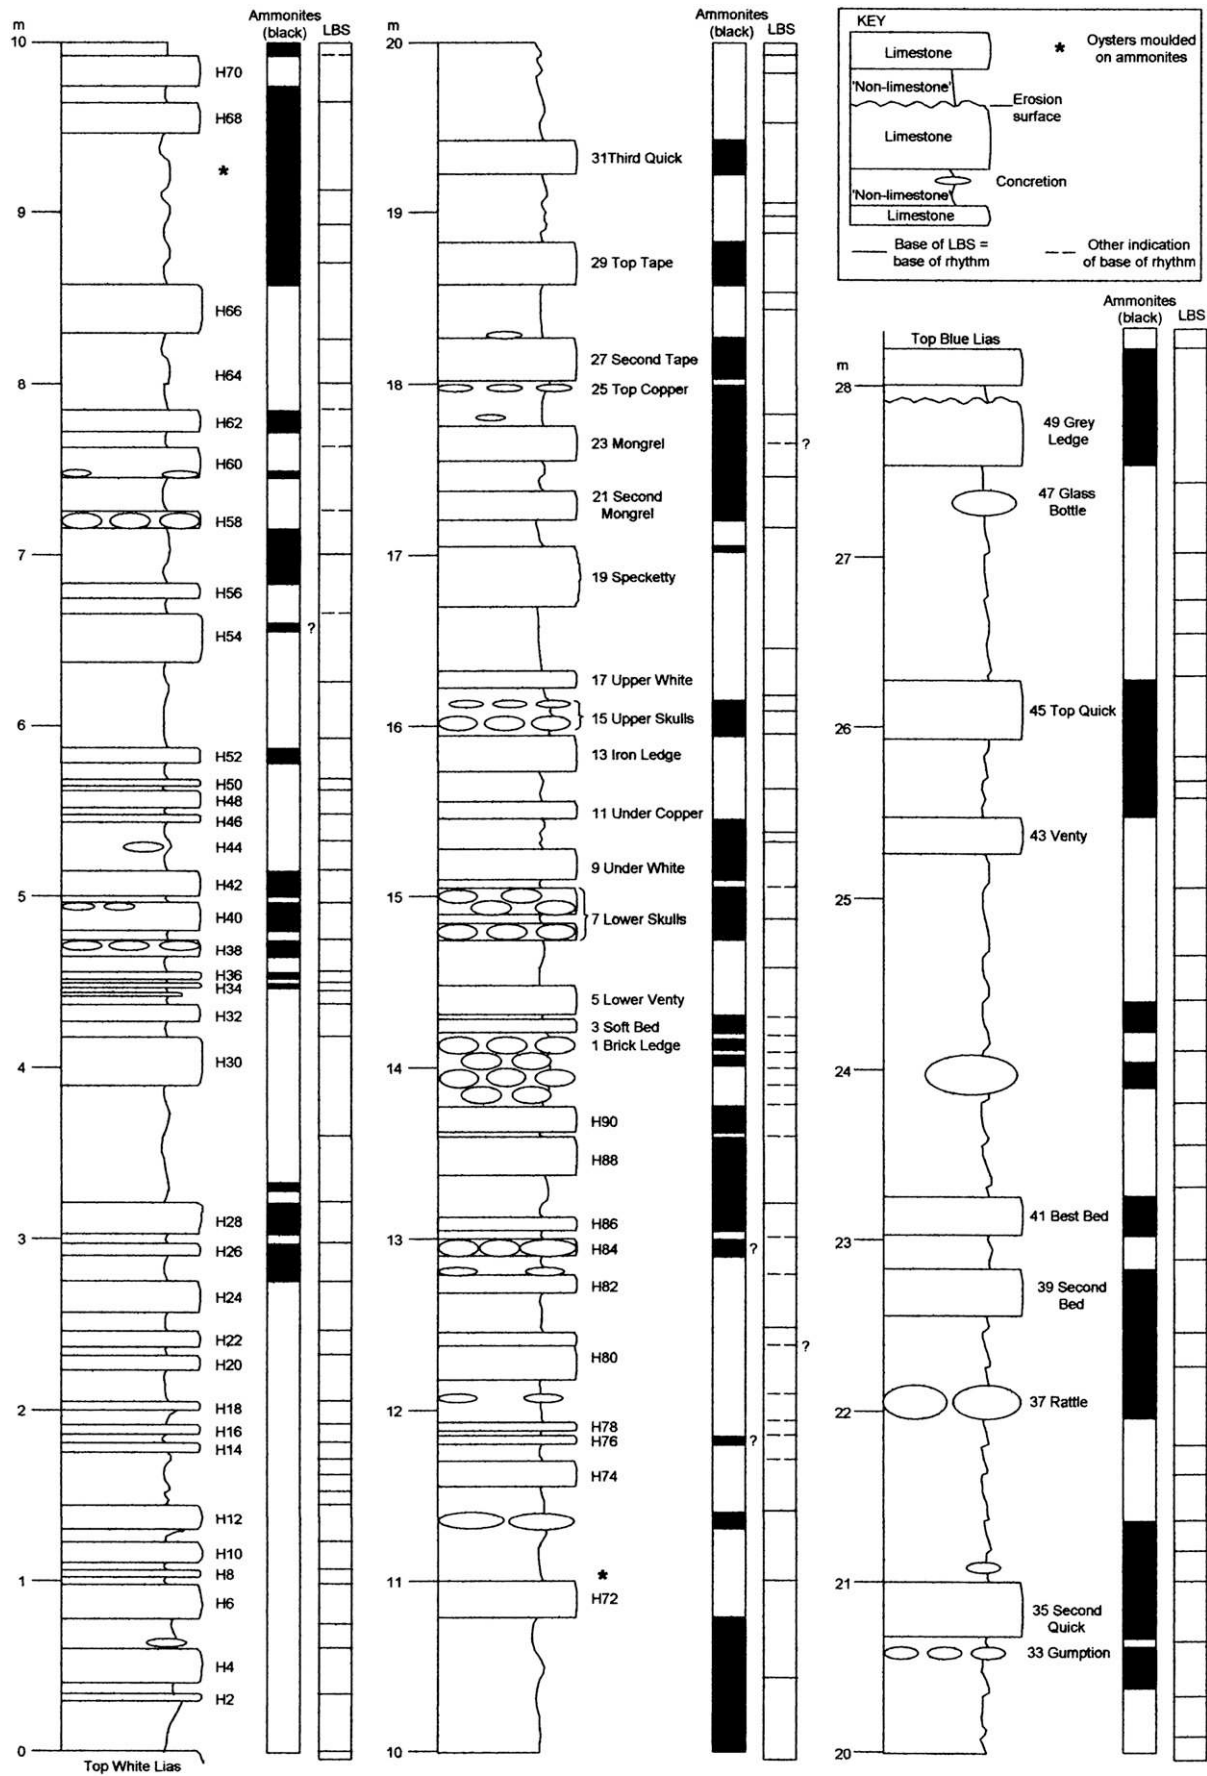 m
Ammonites
(black)
LBS
10
H70
H68
*
9
H66
H64
8
H62
H60
H58
7
H56
H54
?
6
H52
H50
H48
H46
H44
H42
5
H40
H38
H36
H34
H32
4
H30
H28
3
H26
H24
H22
H20
H18
2
H16
H14
H12
H10
H8
1
H6
H4
H2
0
Top White Lias
m
Ammonites
(black)
LBS
20
31Third Quick
19
29 Top Tape
27 Second Tape
18
25 Top Copper
23 Mongrel
?
21 Second
Mongrel
17
19 Specketty
17 Upper White
15 Upper Skulls
16
13 Iron Ledge
11 Under Copper
9 Under White
15
7 Lower Skulls
5 Lower Venty
3 Soft Bed
1 Brick Ledge
14
H90
H88
H86
13
H84
?
H82
?
H80
12
H78
H76
?
H74
*
11
H72
10
KEY
Limestone
*
Oysters moulded
on ammonites
'Non-limestone'
Erosion
surface
Limestone
Concretion
'Non-limestone'
Limestone
Base of LBS =
base of rhythm
Other indication
of base of rhythm
Ammonites
(black)
LBS
Top Blue Lias
m
28
49 Grey
Ledge
47 Glass
Bottle
27
45 Top Quick
26
43 Venty
25
24
41 Best Bed
23
39 Second
Bed
37 Rattle
22
21
35 Second
Quick
33 Gumption
20